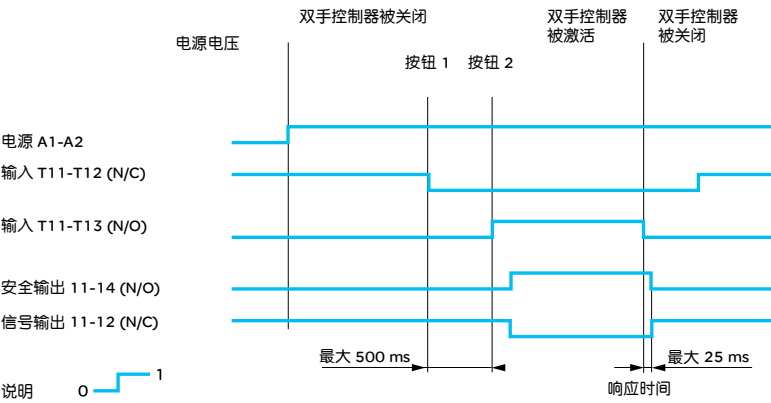 双手控制器被关闭
双手控制器
被激活
双手控制器
被关闭
电源电压
按钮 1
按钮 2
电源 A1-A2
输入 T11-T12 (N/C)
输入 T11-T13 (N/O)
安全输出 11-14 (N/O)
信号输出 11-12 (N/C)
最大 500 ms
最大 25 ms
响应时间
说明
0
1